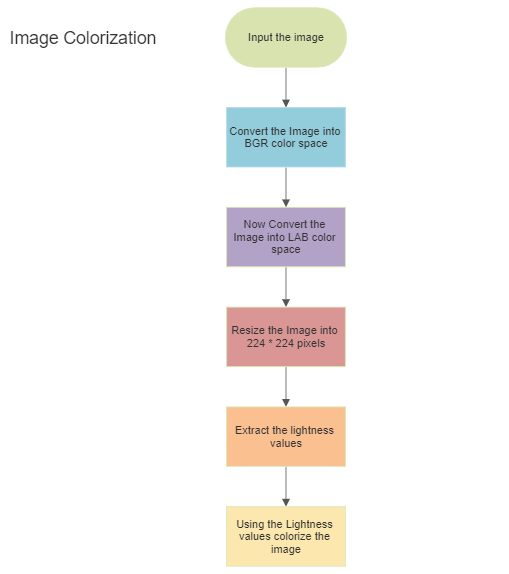 Image Colorization
Input the image
Convert the Image into
BGR color space
Now Convert the
Image into LAB color
space
Resize the Image into
224 * 224 pixels
Extract the lightness
values
Using the Lightness
values colorize the
image